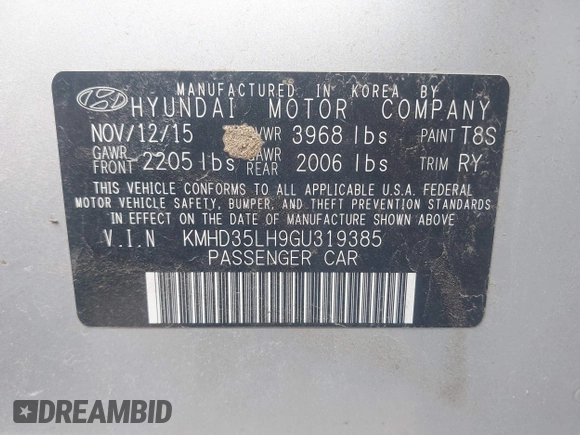 MANUFACTURED IN KOREA BY
HYUNDAI MOTOR COMPANY
NOV/12/15 VWR 3968 lbs PAINT T8S
GAWR FRONT 2205 lbs AWR REAR 2006 lbs TRIM RY
THIS VEHICLE CONFORMS TO ALL APPLICABLE U.S.A. FEDERAL
MOTOR VEHICLE SAFETY, BUMPER, AND THEFT PREVENTION STANDARDS
IN EFFECT ON THE DATE OF MANUFACTURE SHOWN ABOVE
V.I.N KMHD35LH9GU319385
PASSENGER CAR
DREAMBID